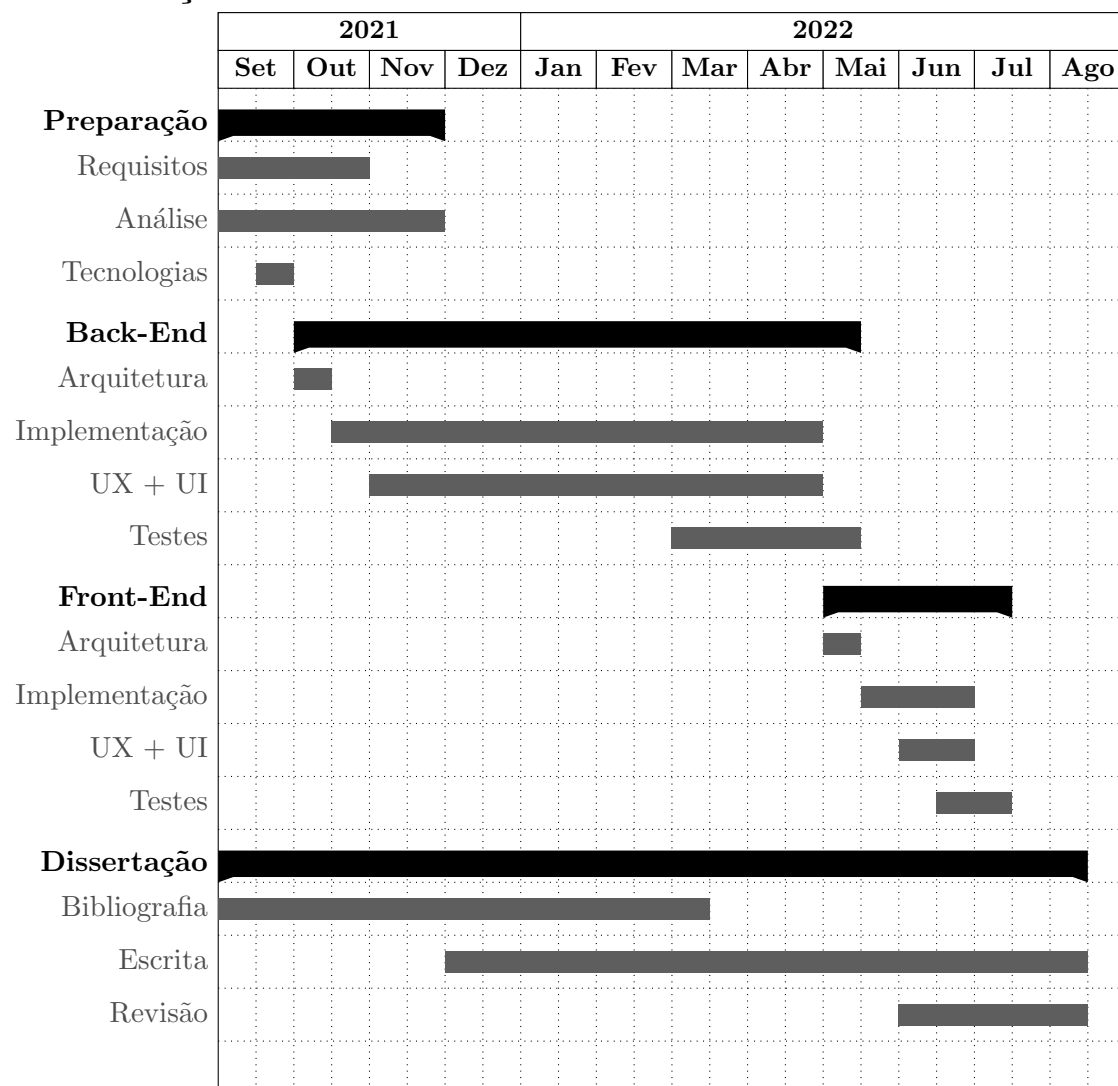 2021 2022
Set Out Nov Dez Jan Fev Mar Abr Mai Jun Jul Ago
Preparação
Requisitos
Análise
Tecnologias
Back-End
Arquitetura
Implementação
UX + UI
Testes
Front-End
Arquitetura
Implementação
UX + UI
Testes
Dissertação
Bibliografia
Escrita
Revisão